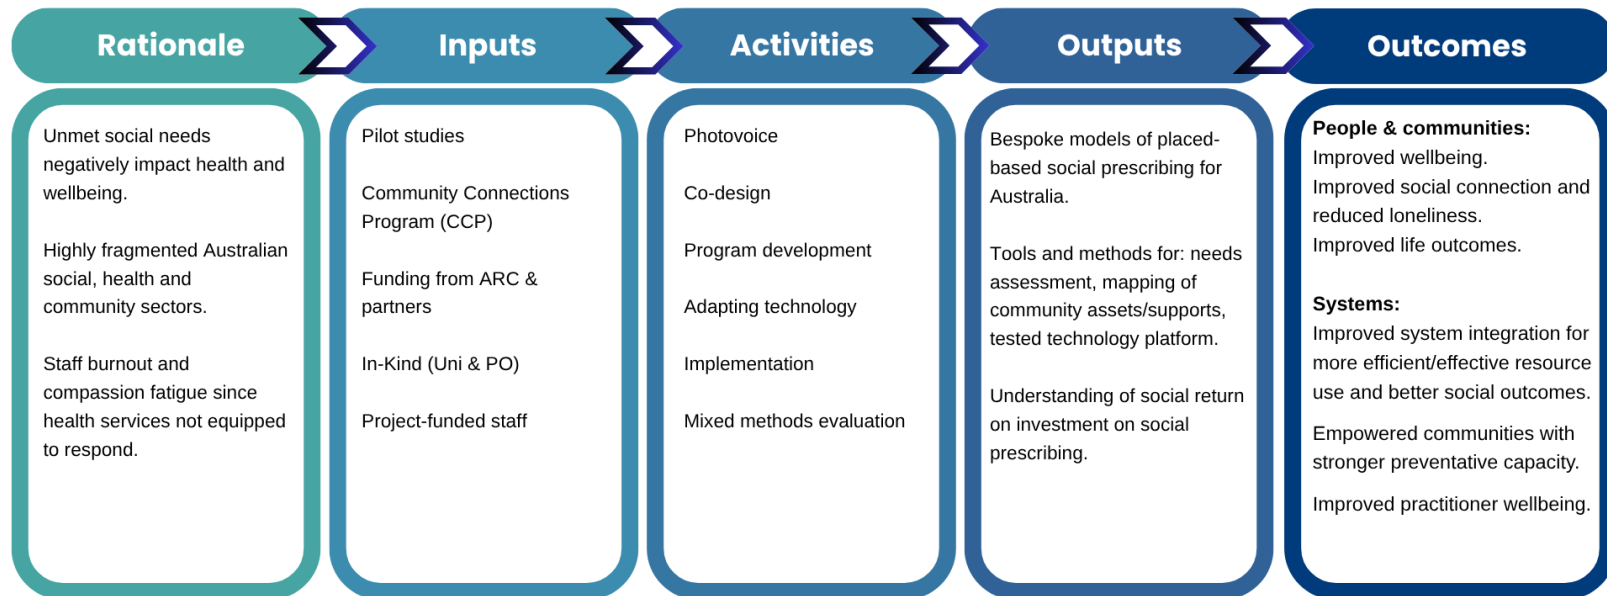 Rationale
Inputs
Activities
Outputs
Outcomes
Unmet social needs
negatively impact health and
wellbeing.
Highly fragmented Australian
social, health and
community sectors.
Staff burnout and
compassion fatigue since
health services not equipped
to respond.
Pilot studies
Community Connections
Program (CCP)
Funding from ARC &
partners
In-Kind (Uni & PO)
Project-funded staff
Photovoice
Co-design
Program development
Adapting technology
Implementation
Mixed methods evaluation
Bespoke models of placed-
based social prescribing for
Australia.
Tools and methods for: needs
assessment, mapping of
community assets/supports,
tested technology platform.
Understanding of social return
on investment on social
prescribing.
People & communities:
Improved wellbeing.
Improved social connection and
reduced loneliness.
Improved life outcomes.
Systems:
Improved system integration for
more efficient/effective resource
use and better social outcomes.
Empowered communities with
stronger preventative capacity.
Improved practitioner wellbeing.